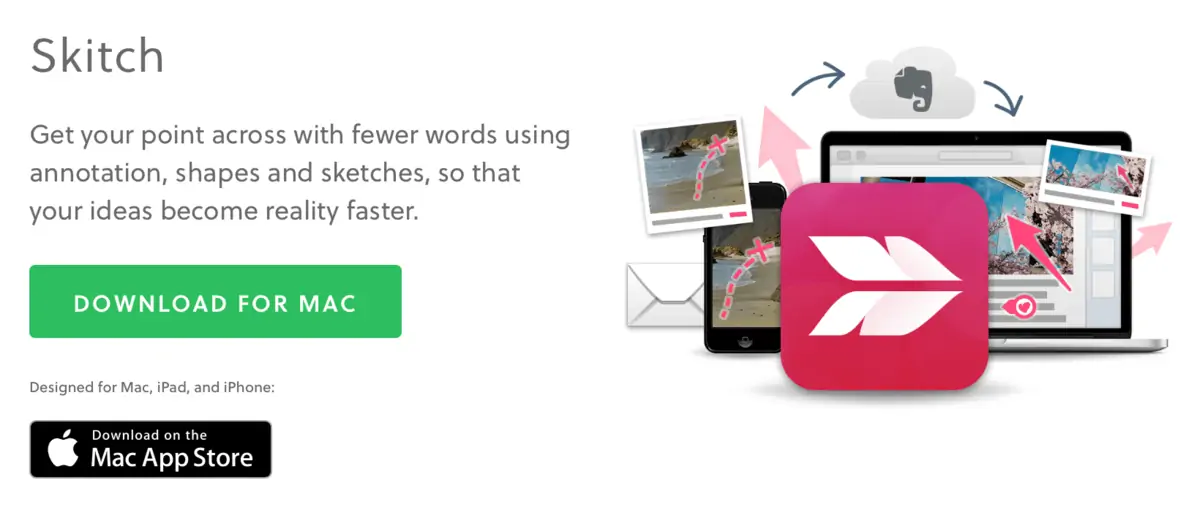 Skitch
Get your point across with fewer words using
annotation, shapes and sketches, so that
your ideas become reality faster.
DOWNLOAD FOR MAC
Designed for Mac, iPad, and iPhone:
Download on the
Mac App Store